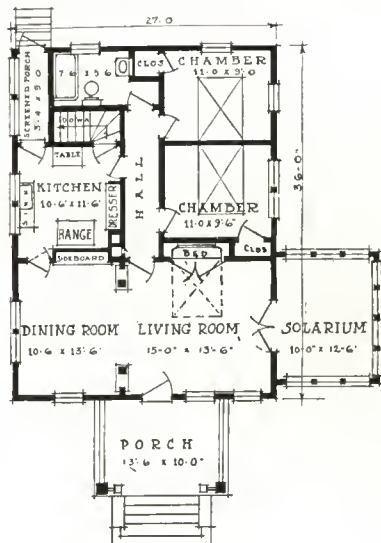 27-0
CLOS
CHAMBER
11-0 X 9-0
7-6 X 5-6
SCREENED PORCH
3-4 X 9-0
DOWN
TABLE
36-0"
KITCHEN
10-6" X 11-6"
SINK
DRESSER
HALL
RANGE
SIDEBOARD
CHAMBER
11-0 X 9-6"
CLOS
BED
DINING ROOM
10-6 X 13-6"
LIVING ROOM
15-0" X 13-6"
SOLARIUM
10-0" X 12-6"
PORCH
13-6 X 10-0"